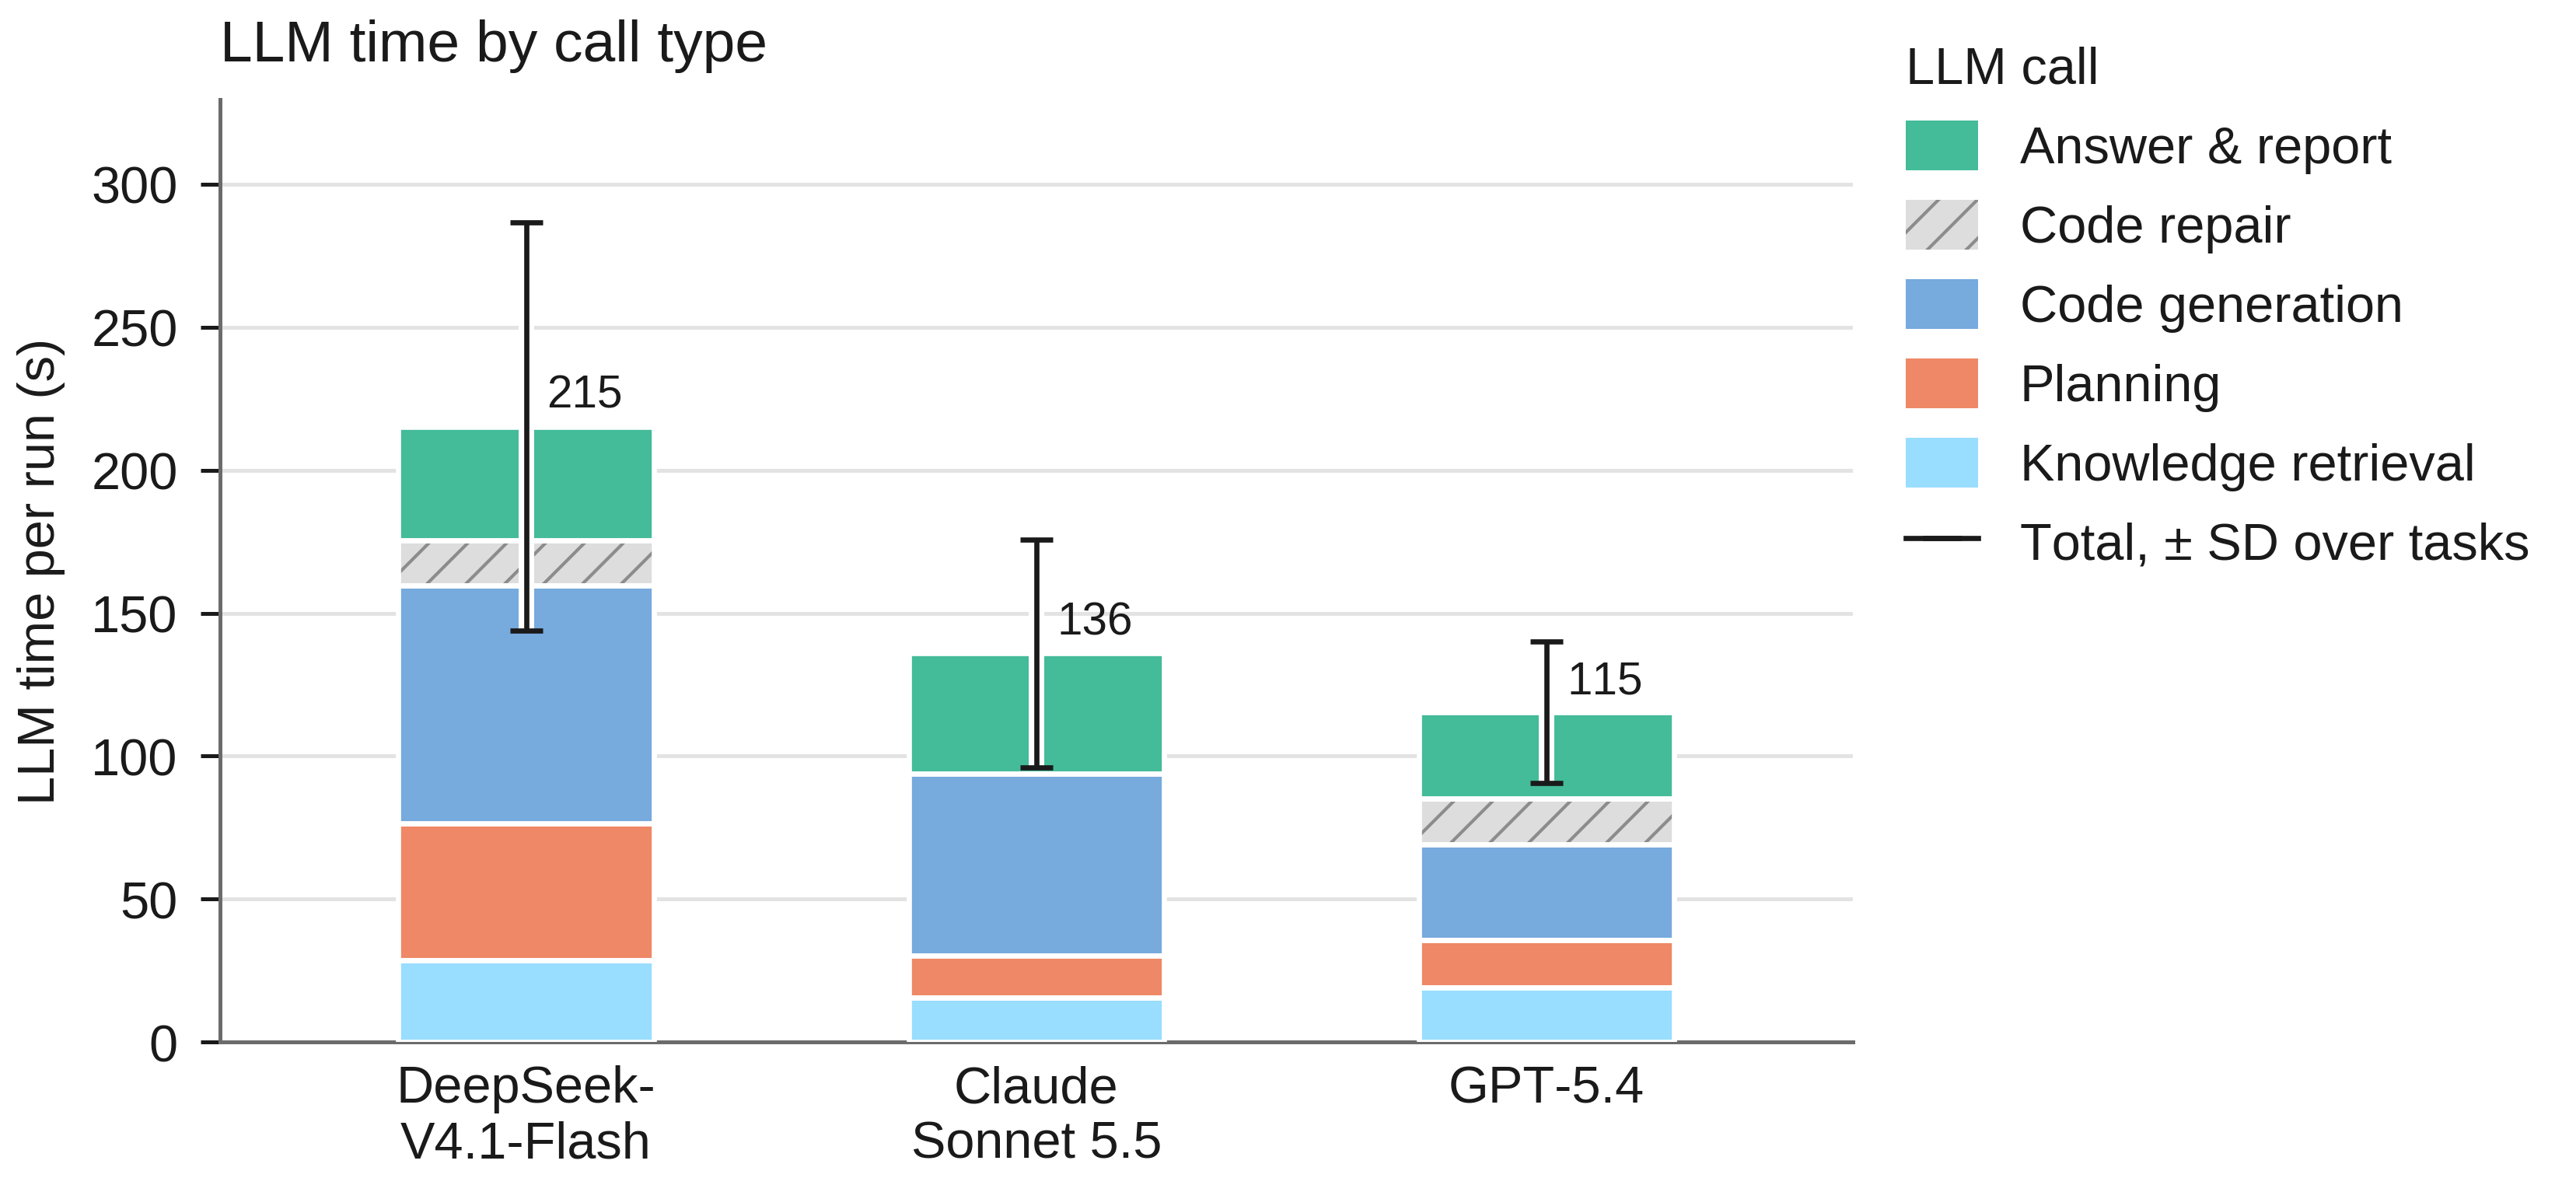 LLM time by call type
LLM time per run (s)
300
250
200
150
100
50
0
215
136
115
DeepSeek-
V4.1-Flash
Claude
Sonnet 5.5
GPT-5.4
LLM call
Answer & report
Code repair
Code generation
Planning
Knowledge retrieval
Total, ± SD over tasks